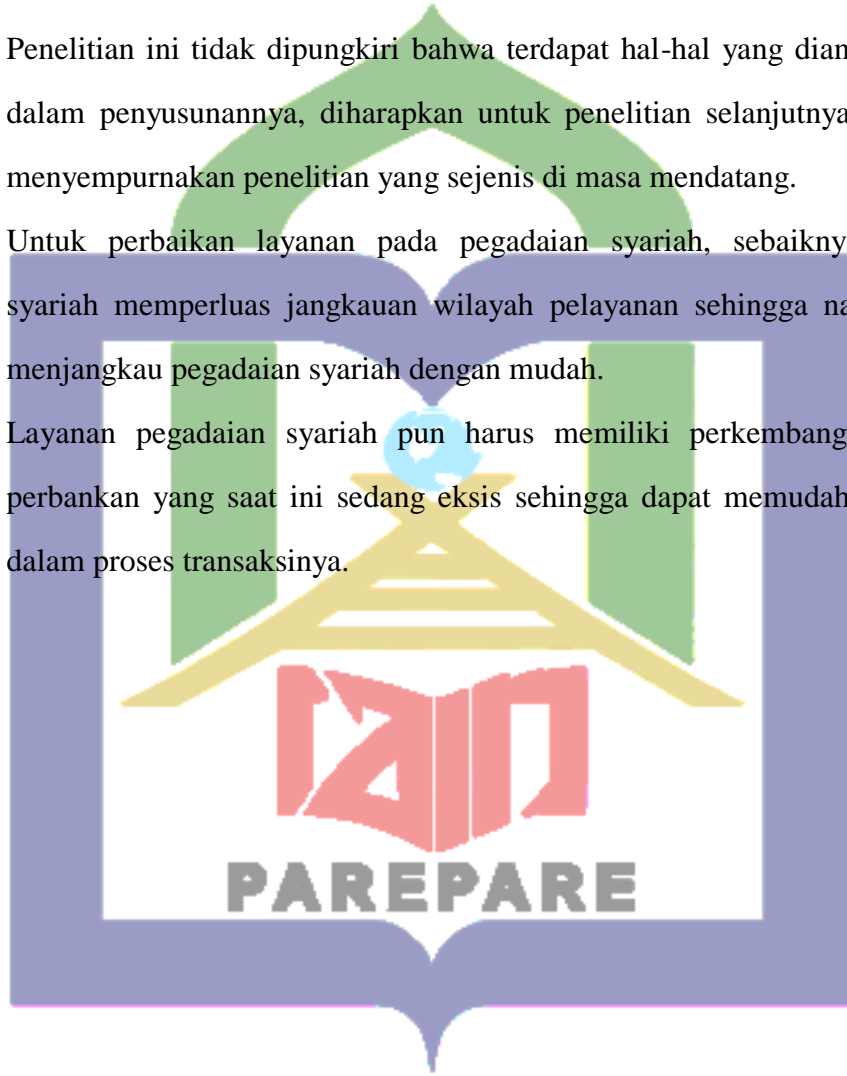 Penelitian ini tidak dipungkiri bahwa terdapat hal-hal yang dian
dalam penyusunannya, diharapkan untuk penelitian selanjutnya
menyempurnakan penelitian yang sejenis di masa mendatang.
Untuk perbaikan layanan pada pegadaian syariah, sebaikny
syariah memperluas jangkauan wilayah pelayanan sehingga na
menjangkau pegadaian syariah dengan mudah.
Layanan pegadaian syariah pun harus memiliki perkembang
perbankan yang saat ini sedang eksis sehingga dapat memudah
dalam proses transaksinya.
iain
PAREPARE